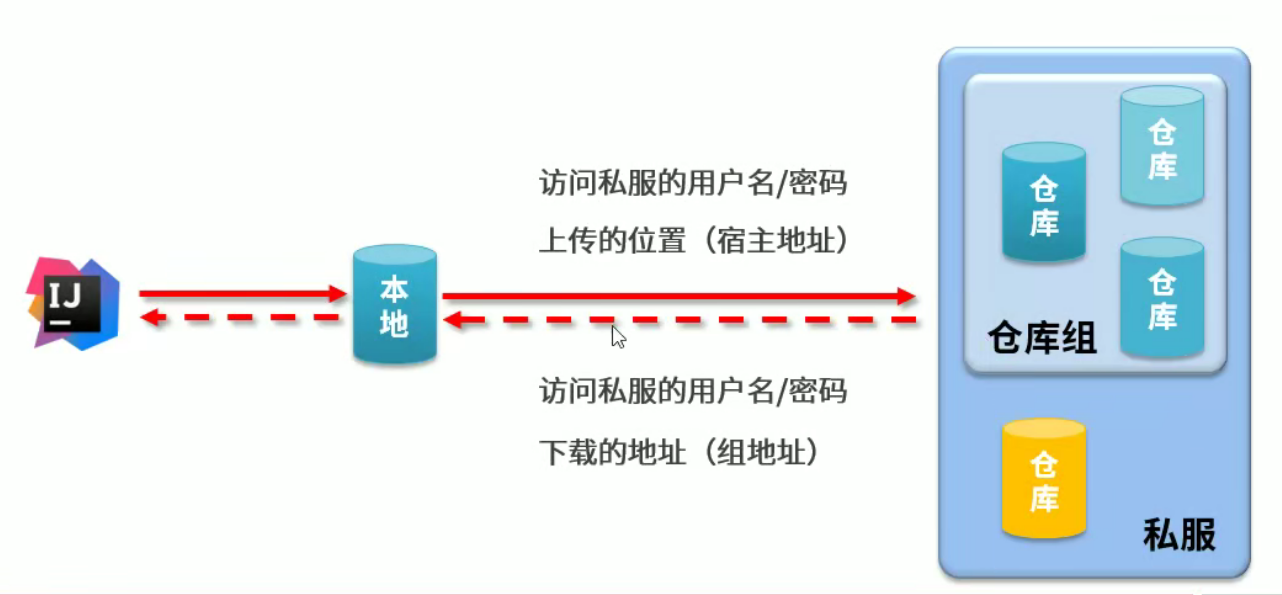 仓库
仓库
访问私服的用户名/密码
上传的位置（宿主地址）
IJ
本地
仓库
仓库组
访问私服的用户名/密码
下载的地址（组地址）
仓库
私服